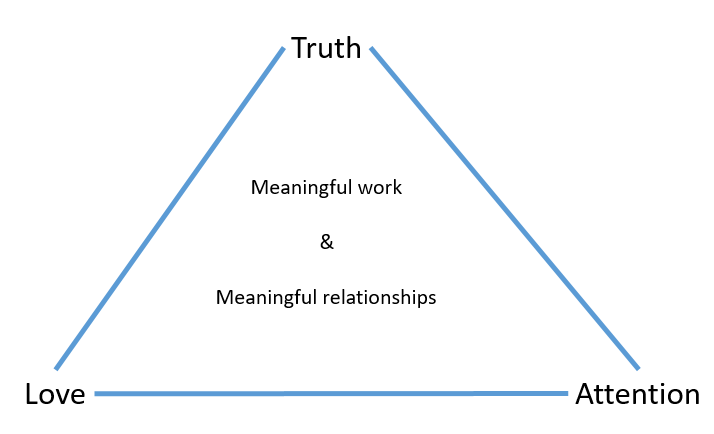 Truth
Meaningful work
&
Meaningful relationships
Love
Attention